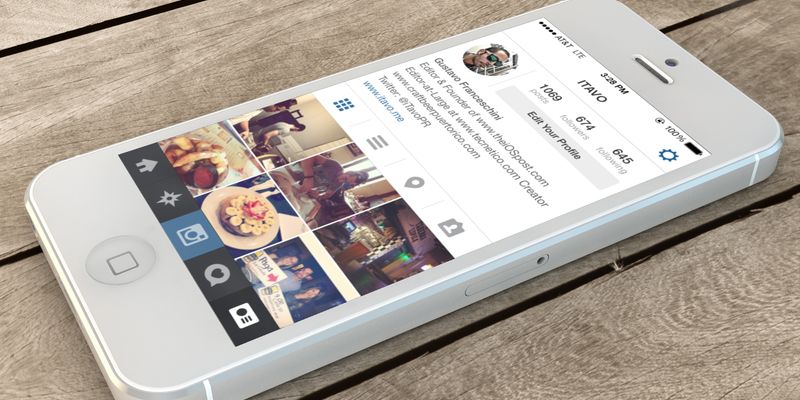 AT&T LTE
3:28 PM
100%
ITAVO
1069
posts
674
followers
645
following
Edit Your Profile
Gustavo Franceschini
Editor & Founder of www.theiOSpost.com
Editor-at-Large at www.tecnetico.com Creator
www.craftbeerpuertorico.com
Twitter: @iTavoPR
www.itavo.me